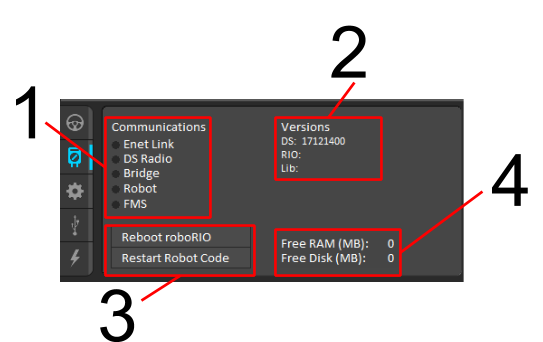 1
2
3
4
Communications
Enet Link
DS Radio
Bridge
Robot
FMS
Versions
DS: 17121400
RIO:
Lib:
Reboot roboRIO
Restart Robot Code
Free RAM (MB): 0
Free Disk (MB): 0